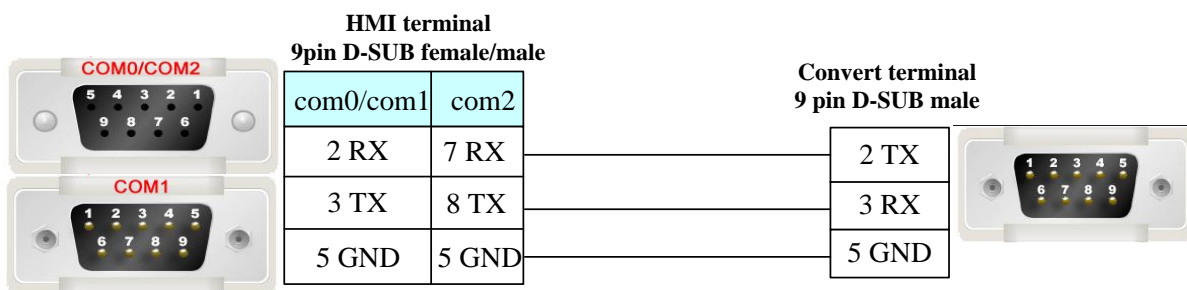 HMI terminal
9pin D-SUB female/male
COM0/COM2
5 4 3 2 1
9 8 7 6
COM1
1 2 3 4 5
6 7 8 9
com0/com1 com2
2 RX 7 RX
3 TX 8 TX
5 GND 5 GND
Convert terminal
9 pin D-SUB male
2 TX
3 RX
5 GND
1 2 3 4 5
6 7 8 9